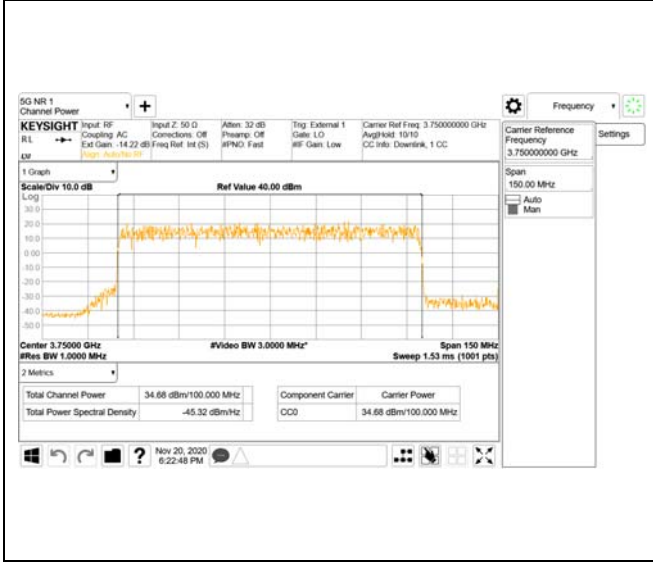 5G NR 1
Channel Power
Frequency
KEYSIGHT
RL
Input: RF
Coupling: AC
Ext Gain: -14.22 dB
Align: Auto/No RF
Input Z: 50 Ω
Corrections: Off
Freq Ref: Int (S)
Atten: 32 dB
Preamp: Off
#PNO: Fast
Trig: External 1
Gate: LO
#IF Gain: Low
Carrier Ref Freq: 3.750000000 GHz
Avg|Hold: 10/10
CC Info: Downlink, 1 CC
Carrier Reference
Frequency
3.750000000 GHz
Settings
Span
150.00 MHz
Auto
Man
1 Graph
Scale/Div 10.0 dB
Ref Value 40.00 dBm
Log
30.0
20.0
10.0
0.00
-10.0
-20.0
-30.0
-40.0
-50.0
Center 3.75000 GHz
#Video BW 3.0000 MHz*
Span 150 MHz
#Res BW 1.0000 MHz
Sweep 1.53 ms (1001 pts)
2 Metrics
Total Channel Power 34.68 dBm/100.000 MHz
Total Power Spectral Density -45.32 dBm/Hz
Component Carrier Carrier Power
CC0 34.68 dBm/100.000 MHz
?
Nov 20, 2020
6:22:48 PM